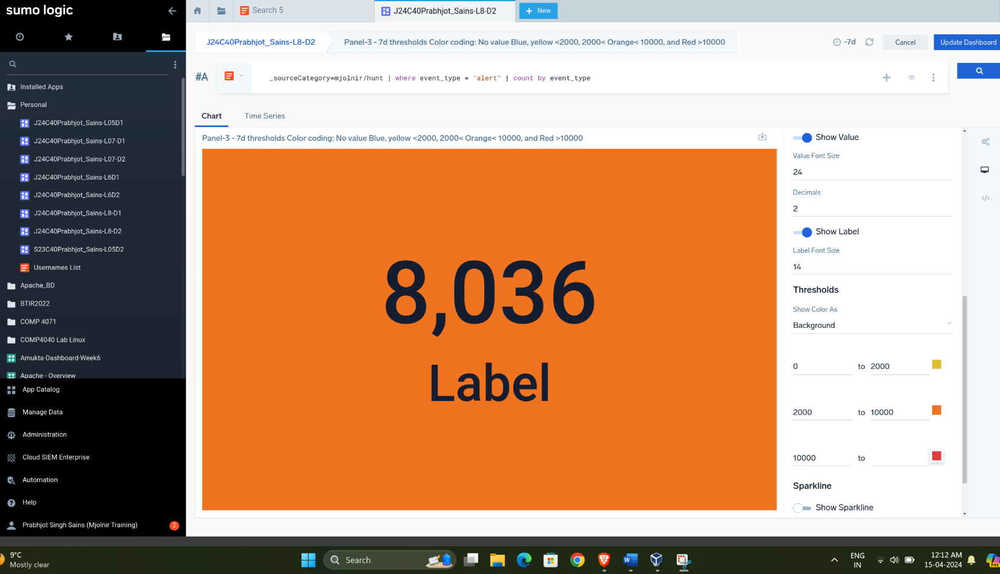 sumo logic
Search 5
J24C40Prabhjot_Sains-L8-D2
+ New
J24C40Prabhjot_Sains-L8-D2
Panel-3 - 7d thresholds Color coding: No value Blue, yellow <2000, 2000< Orange< 10000, and Red >10000
-7d
Cancel
Update Dashboard
#A
_sourceCategory=mjolnir/hunt | where event_type = "alert" | count by event_type
Installed Apps
Personal
J24C40Prabhjot_Sains-L05D1
J24C40Prabhjot_Sains-L07-D1
J24C40Prabhjot_Sains-L07-D2
J24C40Prabhjot_Sains-L6D1
J24C40Prabhjot_Sains-L6D2
J24C40Prabhjot_Sains-L8-D1
J24C40Prabhjot_Sains-L8-D2
S23C40Prabhjot_Sains-L05D2
Usernames List
Apache_BD
BTIR2022
COMP 4071
COMP4040 Lab Linux
Amukta-Dashboard-Week6
Apache - Overview
App Catalog
Manage Data
Administration
Cloud SIEM Enterprise
Automation
Help
Prabhjot Singh Sains (Mjolnir Training)
2
Chart
Time Series
Panel-3 - 7d thresholds Color coding: No value Blue, yellow <2000, 2000< Orange< 10000, and Red >10000
8,036
Label
Show Value
Value Font Size
24
Decimals
2
Show Label
Label Font Size
14
Thresholds
Show Color As
Background
0 to 2000
2000 to 10000
10000 to
Sparkline
Show Sparkline
9°C
Mostly clear
Search
ENG
IN
12:12 AM
15-04-2024
PRE